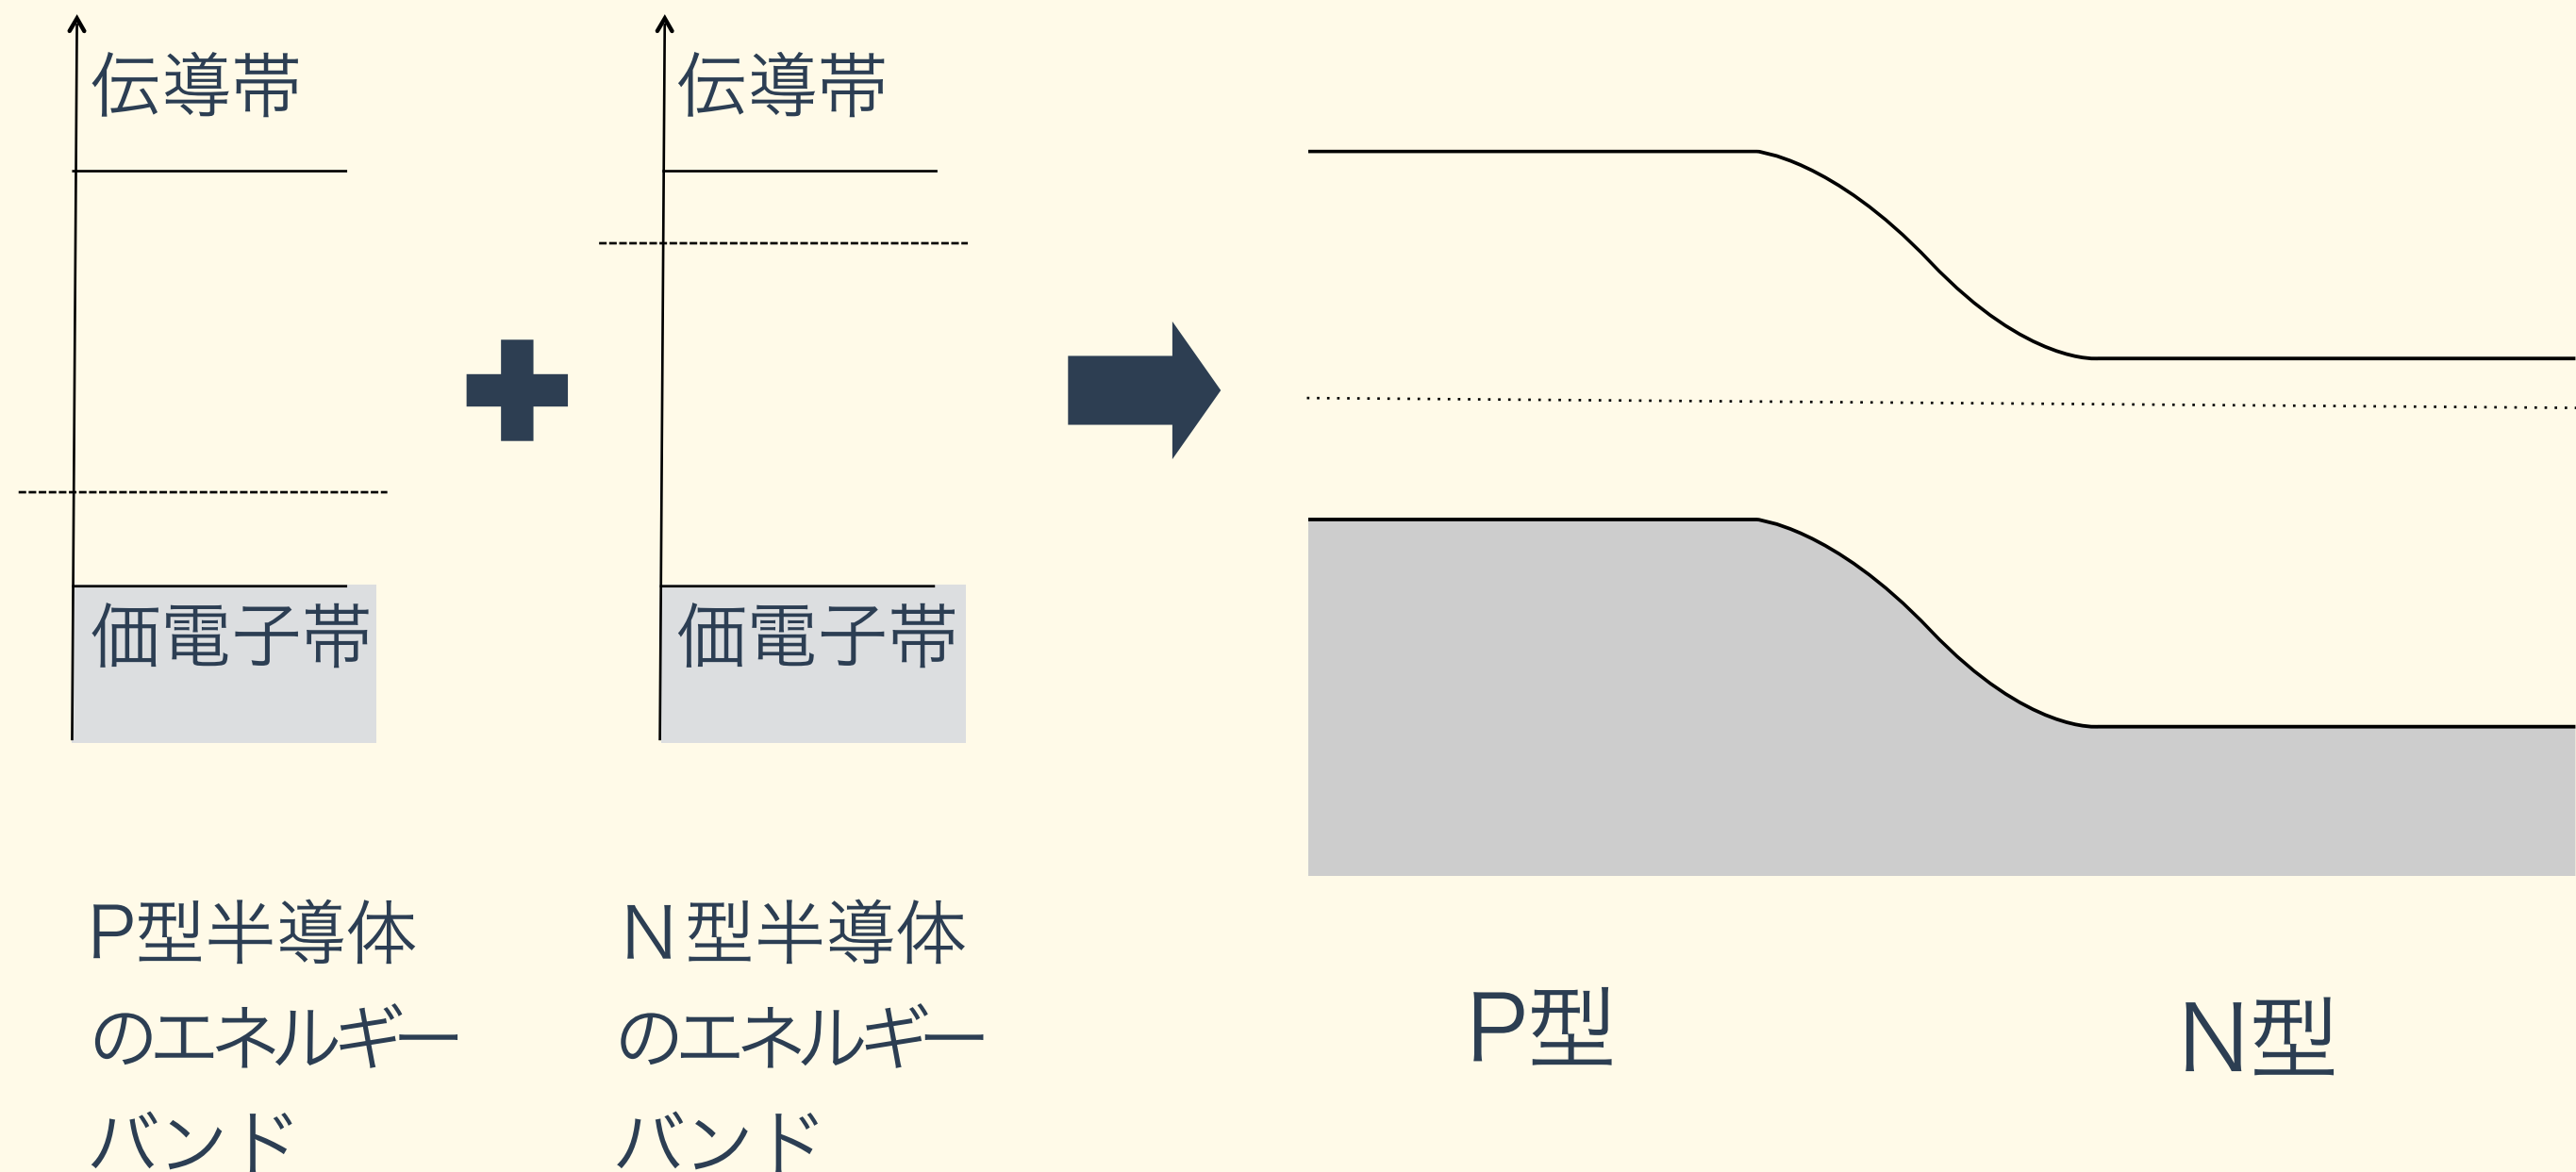 伝導帯
伝導帯
価電子帯
価電子帯
P型半導体
のエネルギー
バンド
N型半導体
のエネルギー
バンド
P型
N型